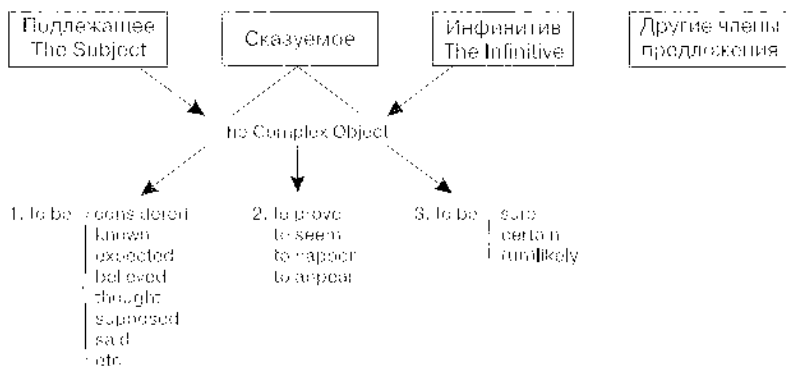 Подлежащее
The Subject
Сказуемое
Инфинитив
The Infinitive
Другие члены
предложения
he Complex Object
1. to be
considered
known
expected
believed
thought
supposed
said
etc.
2. to prove
to seem
to happen
to appear
3. to be
sure
certain
(un)likely